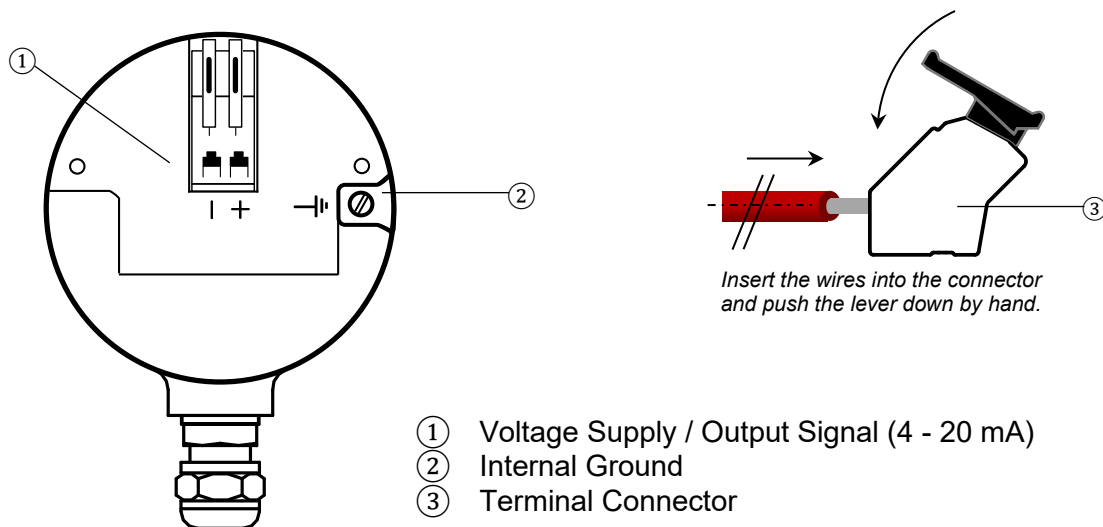 ①
②
− +
③
Insert the wires into the connector
and push the lever down by hand.
① Voltage Supply / Output Signal (4 - 20 mA)
② Internal Ground
③ Terminal Connector